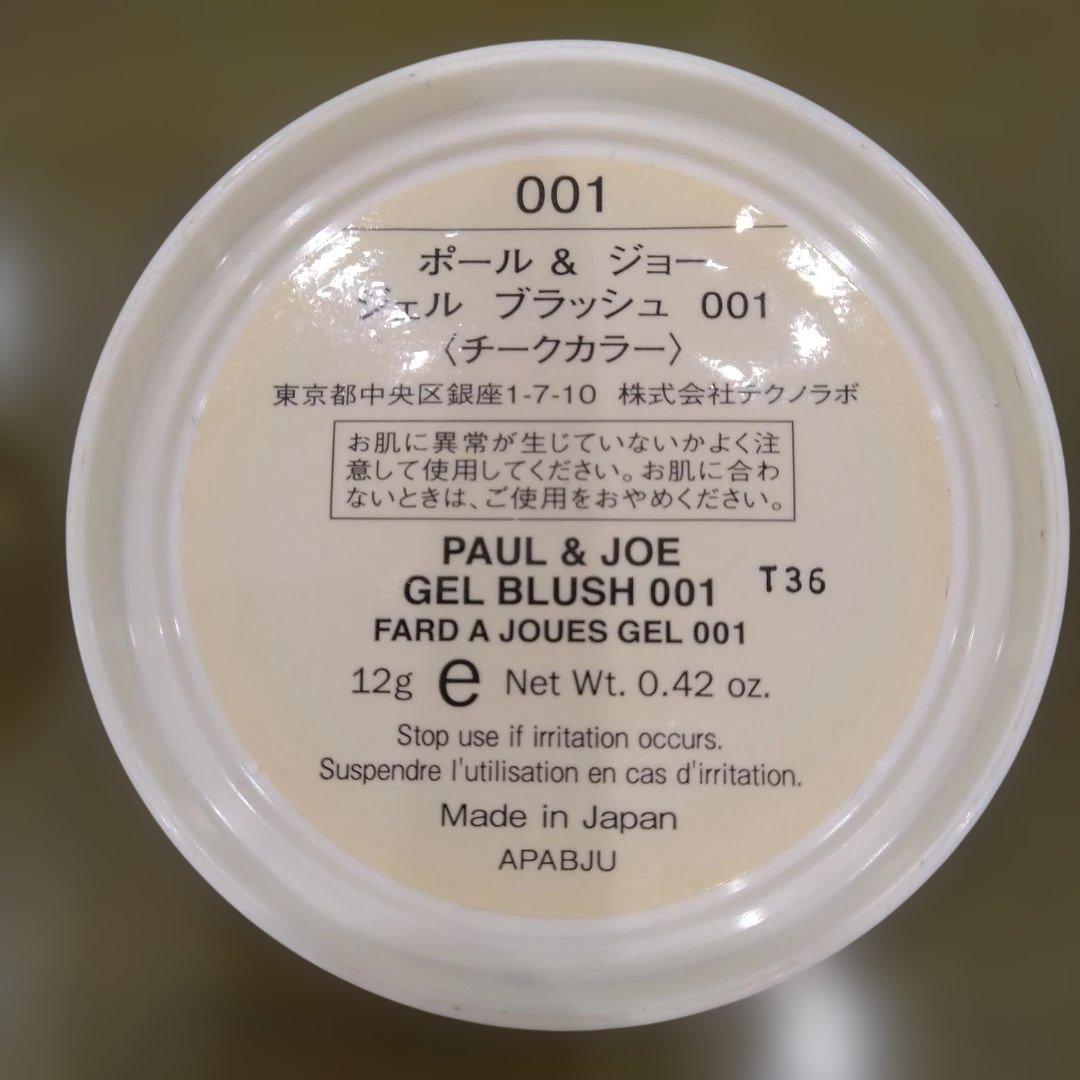 001
ポール & ジョー
ジェル ブラッシュ 001
〈チークカラー〉
東京都中央区銀座1-7-10 株式会社テクノラボ
お肌に異常が生じていないかよく注
意して使用してください。お肌に合わ
ないときは、ご使用をおやめください。
PAUL & JOE
GEL BLUSH 001 T36
FARD A JOUES GEL 001
12g e Net Wt. 0.42 oz.
Stop use if irritation occurs.
Suspendre l'utilisation en cas d'irritation.
Made in Japan
APABJU